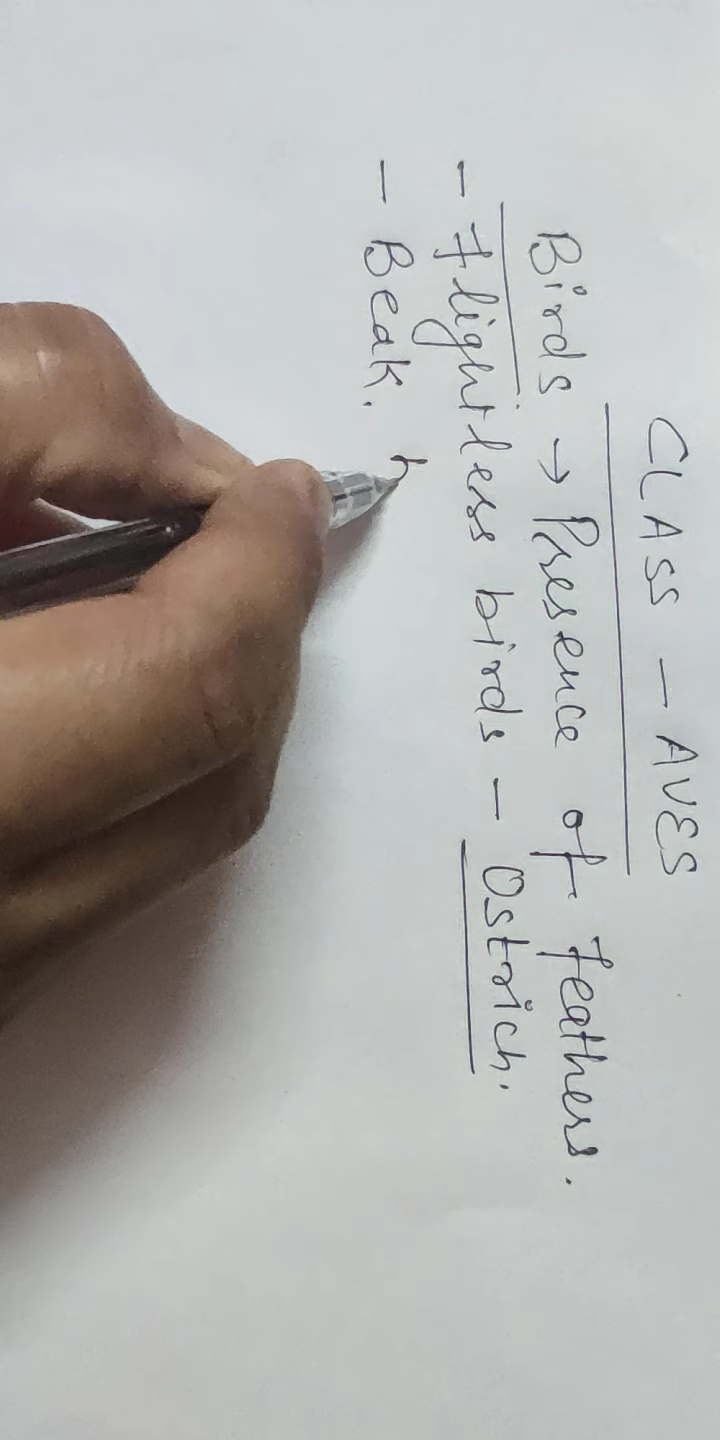 CLASS - AVES
Birds → Presence of feathers.
- Flightless birds - Ostrich.
- Beak.